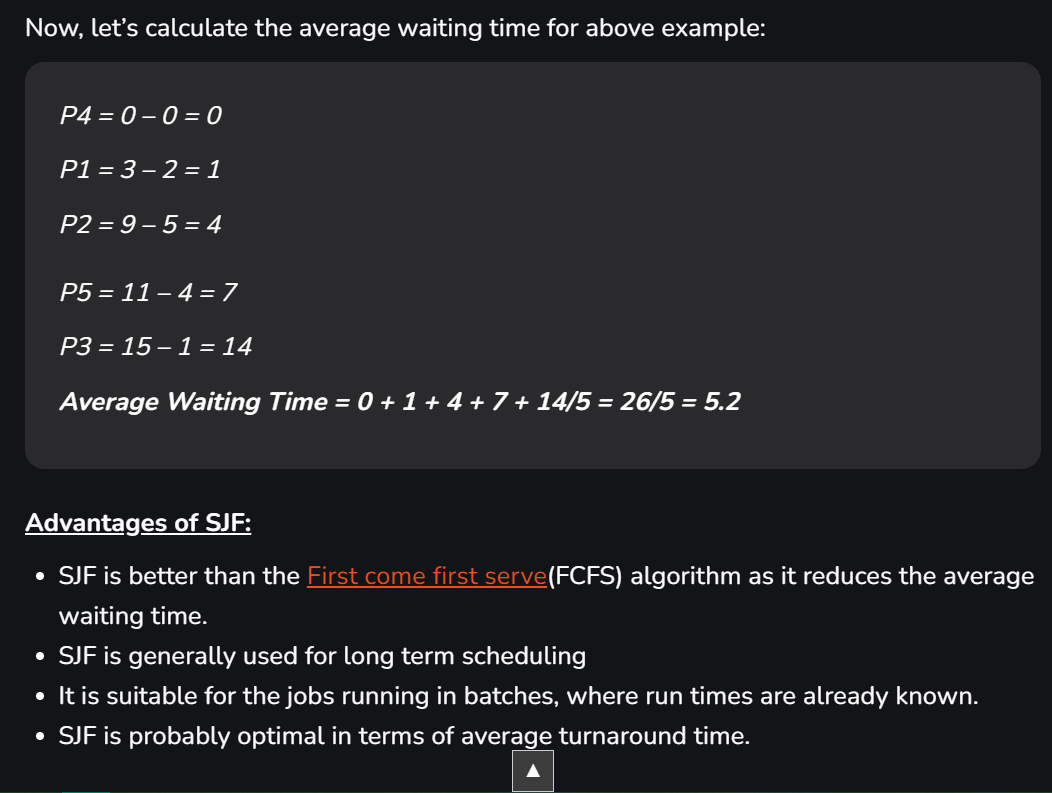 Now, let’s calculate the average waiting time for above example:
P4 = 0 – 0 = 0
P1 = 3 – 2 = 1
P2 = 9 – 5 = 4
P5 = 11 – 4 = 7
P3 = 15 – 1 = 14
Average Waiting Time = 0 + 1 + 4 + 7 + 14/5 = 26/5 = 5.2
Advantages of SJF:
• SJF is better than the First come first serve(FCFS) algorithm as it reduces the average
waiting time.
• SJF is generally used for long term scheduling
• It is suitable for the jobs running in batches, where run times are already known.
• SJF is probably optimal in terms of average turnaround time.